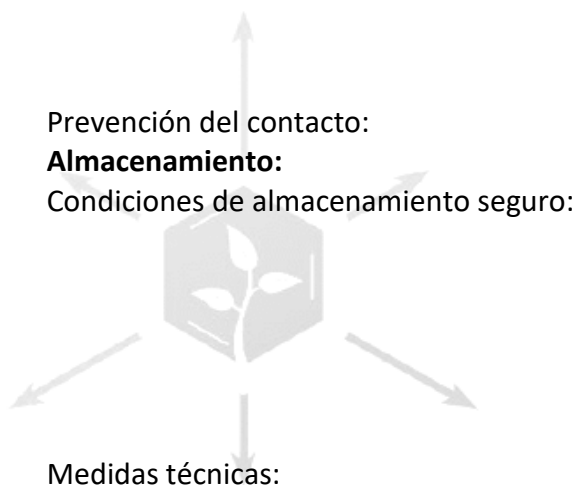 Prevención del contacto:
Almacenamiento:
Condiciones de almacenamiento seguro:
Medidas técnicas: